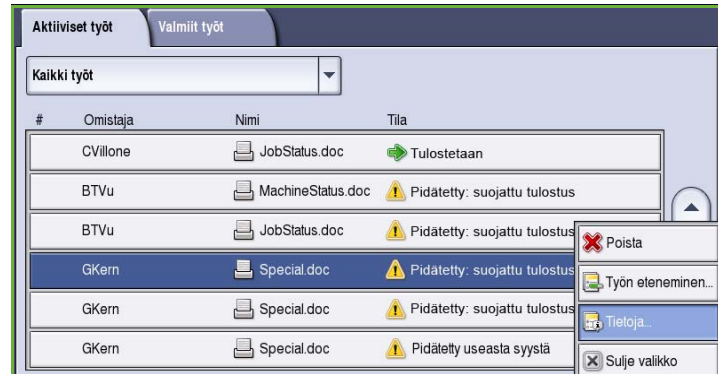 Aktiiviset työt Valmiit työt
Kaikki työt
# Omistaja Nimi Tila
CVillone JobStatus.doc Tulostetaan
BTVu MachineStatus.doc Pidätetty: suojattu tulostus
BTVu JobStatus.doc Pidätetty: suojattu tulostus
Poista
GKern Special.doc Pidätetty: suojattu tulostus
Työn eteneminen...
GKern Special.doc Pidätetty: suojattu tulostus
Tietoja...
GKern Special.doc Pidätetty useasta syystä
Sulje valikko